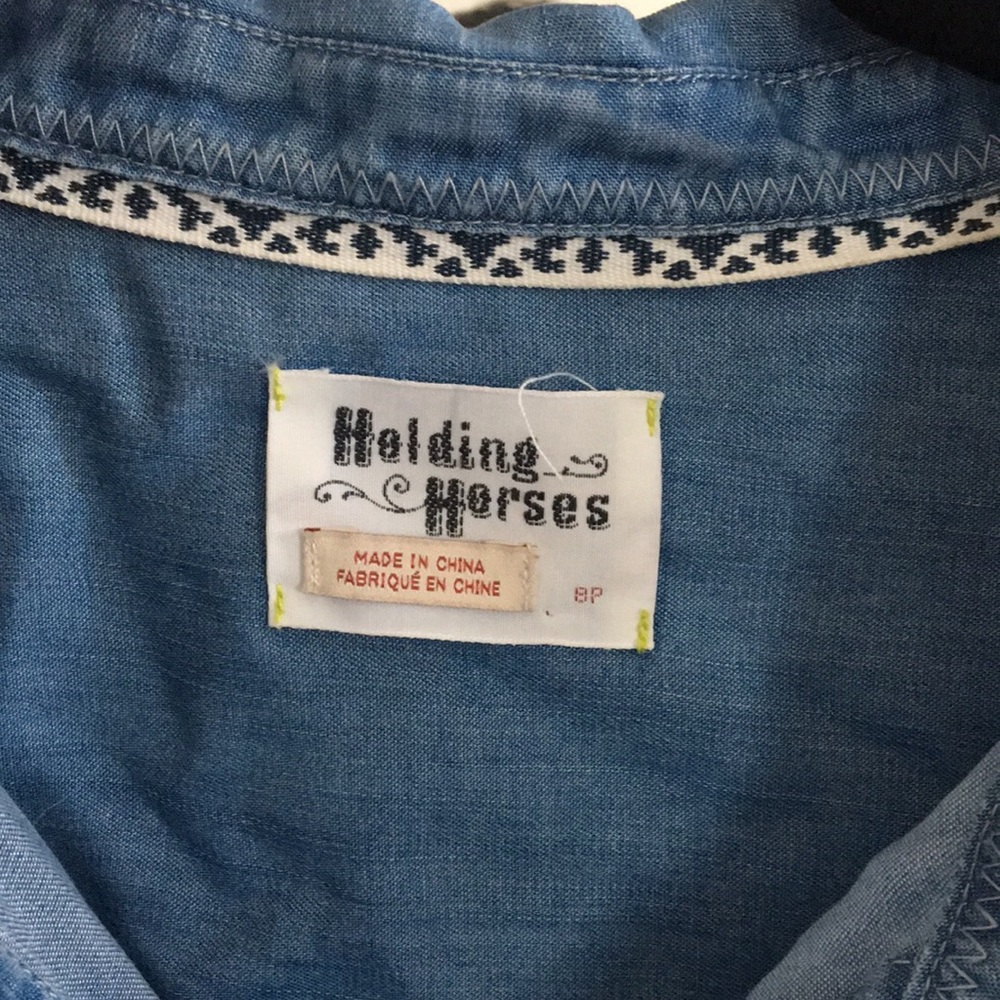 Holding
Horses
MADE IN CHINA
FABRIQUÉ EN CHINE
8P